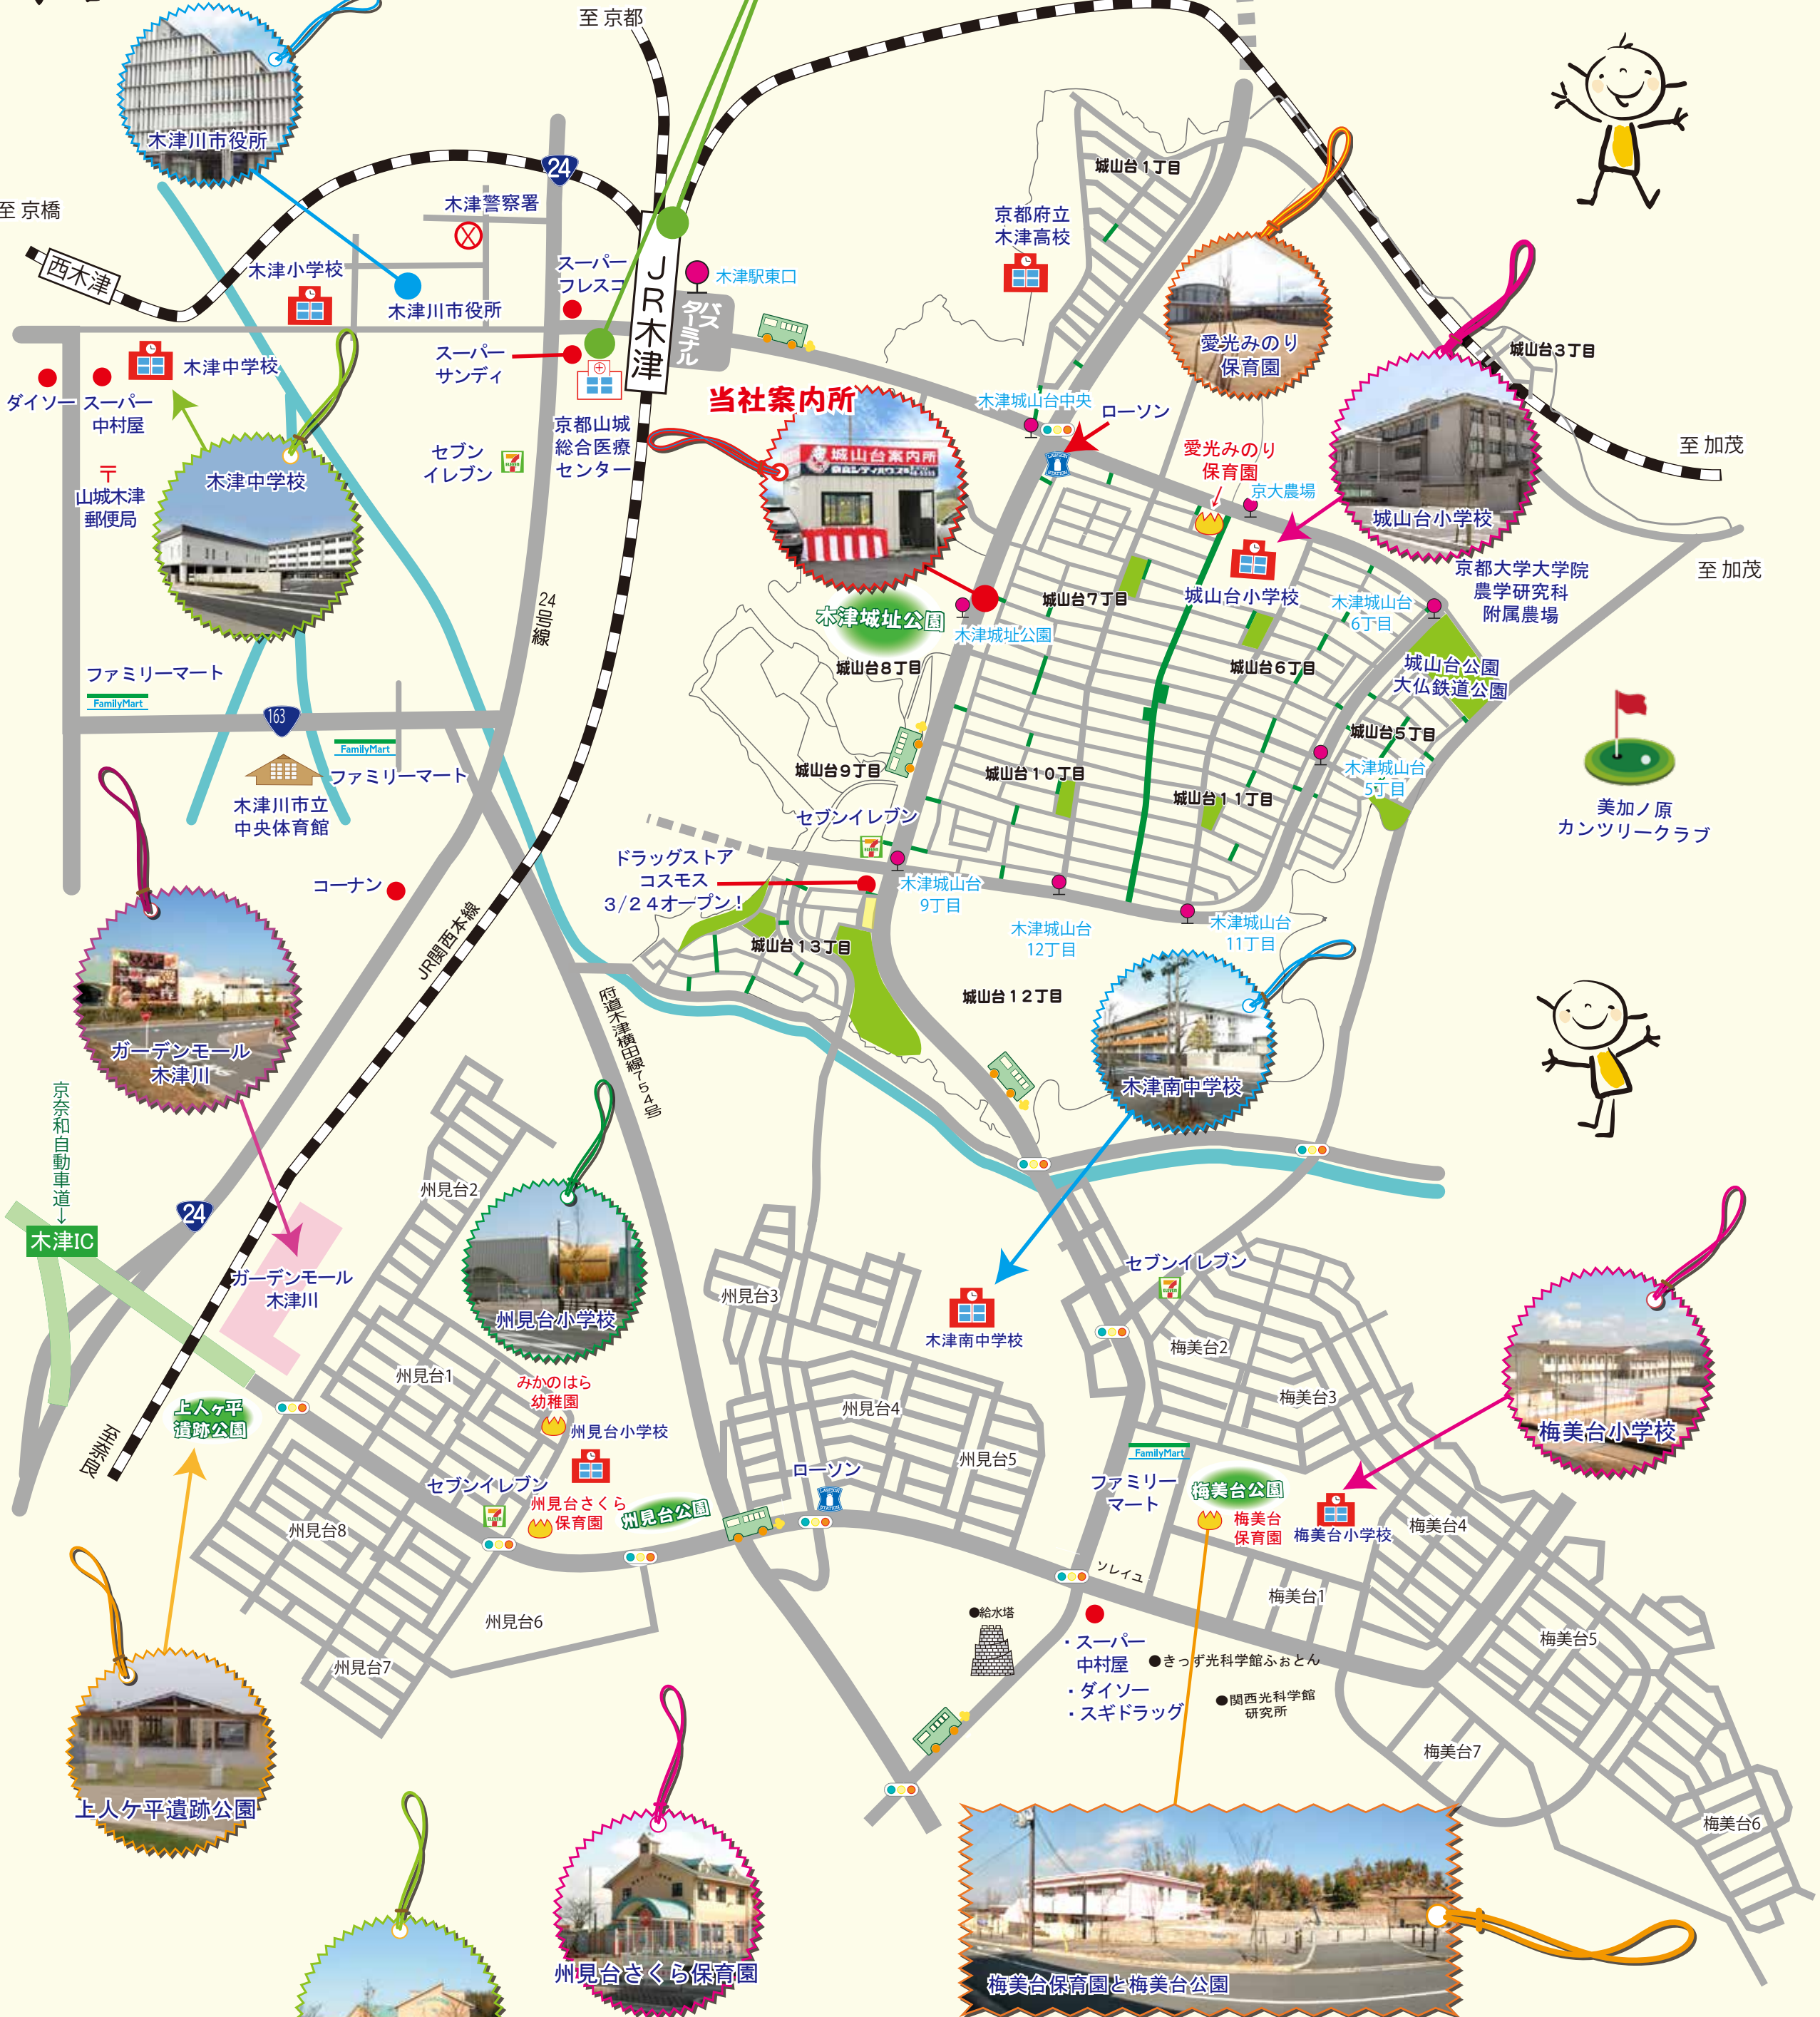 至 京都
木津川市役所
24
木津警察署
城山台1丁目
至 京橋
西木津
京都府立
木津高校
木津小学校
木津川市役所
スーパー
フレスコ
JR木津
木津駅東口
バス
ターミナル
愛光みのり
保育園
城山台3丁目
木津中学校
スーパー
サンディ
ダイソー
スーパー
中村屋
当社案内所
木津城山台中央
ローソン
LAWSON
STATION
京都山城
総合医療
センター
セブン
イレブン
〒
山城木津
郵便局
木津中学校
城山台案内所
愛光みのり
保育園
京大農場
城山台小学校
至 加茂
至 加茂
京都大学大学院
農学研究科
附属農場
城山台小学校
24号線
木津城址公園
木津城址公園
城山台7丁目
木津城山台
6丁目
城山台8丁目
城山台6丁目
城山台公園
大仏鉄道公園
ファミリーマート
FamilyMart
163
FamilyMart
ファミリーマート
木津川市立
中央体育館
城山台5丁目
城山台9丁目
城山台10丁目
木津城山台
5丁目
城山台11丁目
美加ノ原
カンツリークラブ
セブンイレブン
ドラッグストア
コスモス
3/24オープン!
コーナン
木津城山台
9丁目
木津城山台
12丁目
木津城山台
11丁目
JR関西本線
城山台13丁目
城山台12丁目
府道木津横田線754号
ガーデンモール
木津川
木津南中学校
京奈和自動車道→
木津IC
24
州見台2
ガーデンモール
木津川
州見台小学校
州見台3
セブンイレブン
木津南中学校
梅美台2
州見台1
みかのはら
幼稚園
州見台小学校
州見台4
梅美台3
上人ヶ平
遺跡公園
至奈良
梅美台小学校
州見台5
FamilyMart
ファミリー
マート
ローソン
LAWSON
STATION
セブンイレブン
州見台さくら
保育園
州見台公園
梅美台公園
梅美台
保育園
梅美台小学校
梅美台4
州見台8
ソレイユ
梅美台1
州見台6
●給水塔
・スーパー
中村屋
・ダイソー
・スギドラッグ
●きっず光科学館ふぉとん
●関西光科学館
研究所
梅美台5
州見台7
梅美台7
梅美台6
上人ケ平遺跡公園
州見台さくら保育園
梅美台保育園と梅美台公園